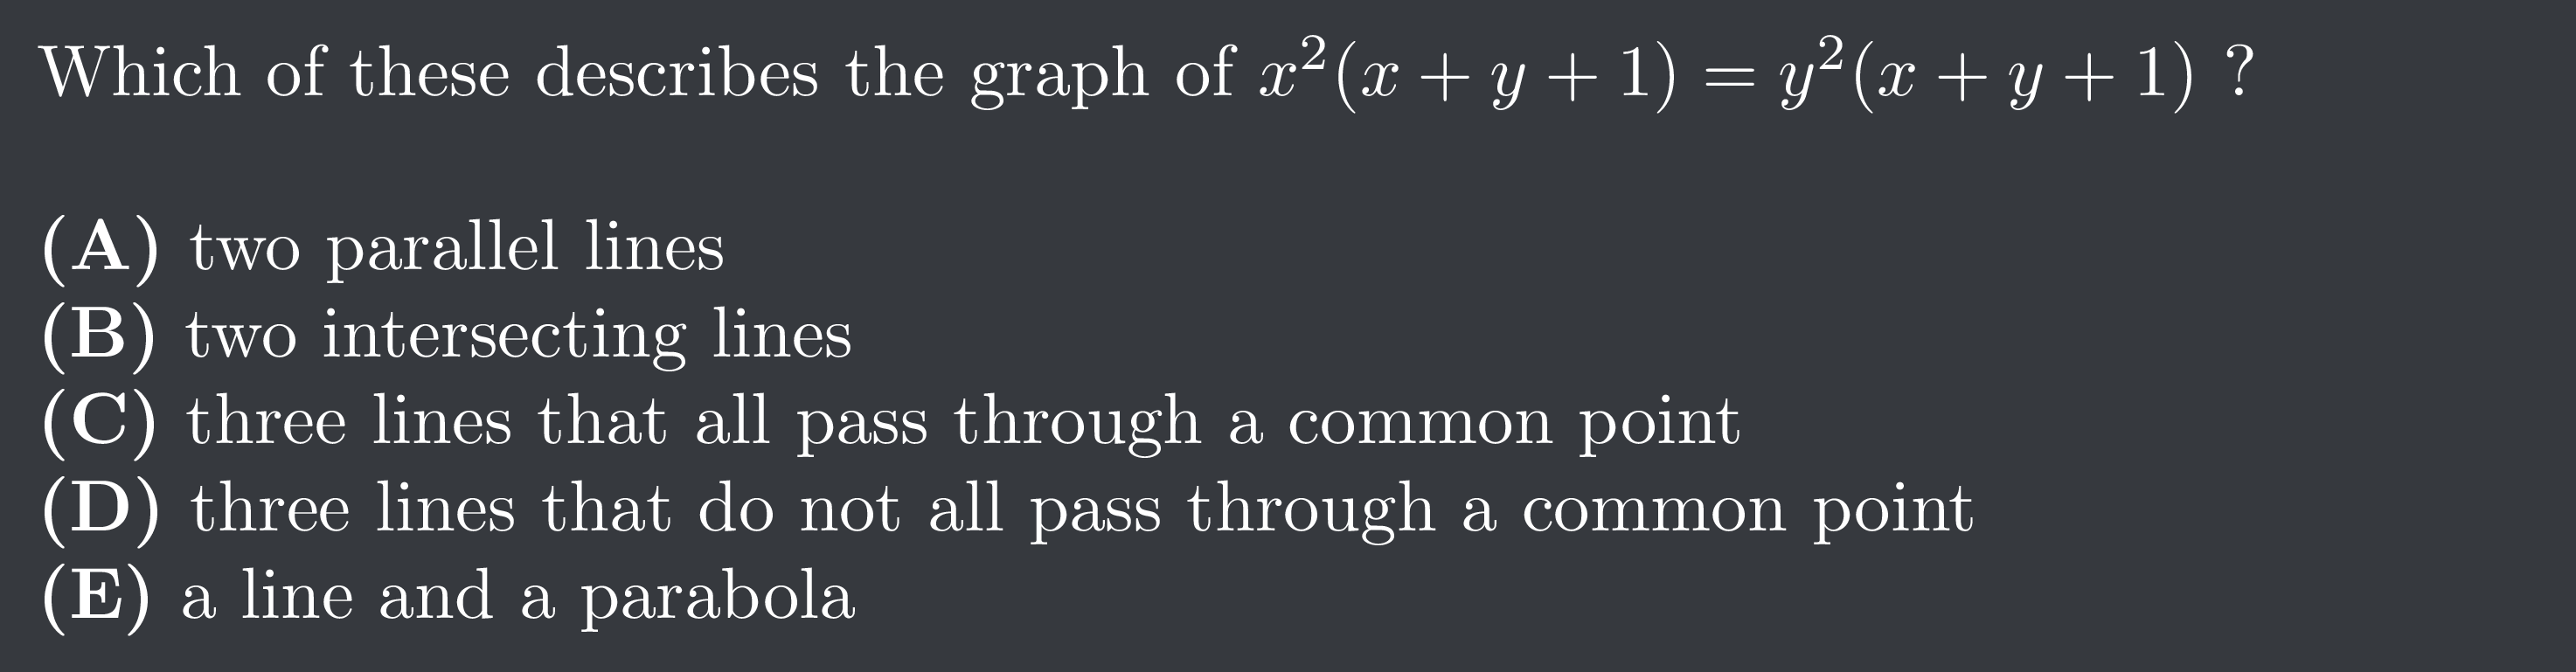 Which of these describes the graph of $x^2(x+y+1) = y^2(x+y+1)$ ?
(A) two parallel lines
(B) two intersecting lines
(C) three lines that all pass through a common point
(D) three lines that do not all pass through a common point
(E) a line and a parabola